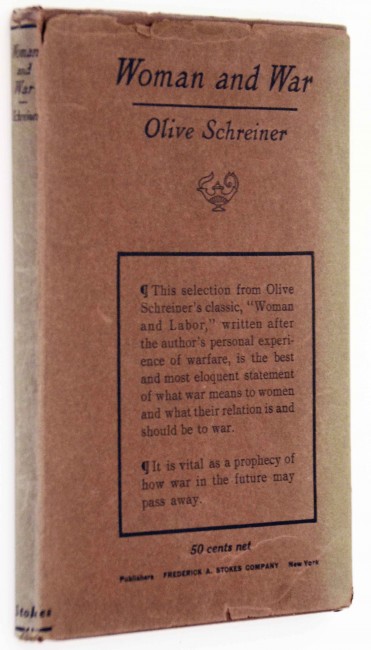 Woman
and
War
Schreiner
Stokes
Woman and War
Olive Schreiner
¶ This selection from Olive
Schreiner's classic, "Woman
and Labor," written after
the author's personal experi-
ence of warfare, is the best
and most eloquent statement
of what war means to women
and what their relation is and
should be to war.
¶ It is vital as a prophecy of
how war in the future may
pass away.
50 cents net
Publishers FREDERICK A. STOKES COMPANY New York